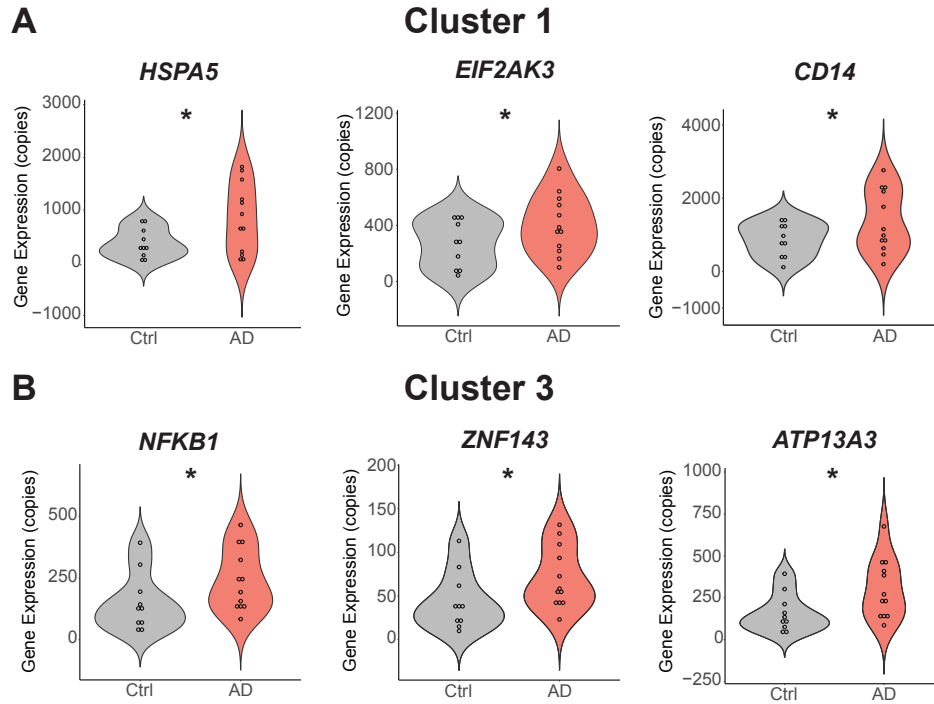 A
Cluster 1
HSPA5
EIF2AK3
CD14
*
*
*
Gene Expression (copies)
3000
2000
1000
0
−1000
Ctrl
AD
Gene Expression (copies)
1200
800
400
0
Ctrl
AD
Gene Expression (copies)
4000
2000
0
−1000
Ctrl
AD
B
Cluster 3
NFKB1
ZNF143
ATP13A3
*
*
*
Gene Expression (copies)
500
250
0
Ctrl
AD
Gene Expression (copies)
200
150
100
50
0
Ctrl
AD
Gene Expression (copies)
1000
750
500
250
0
−250
Ctrl
AD